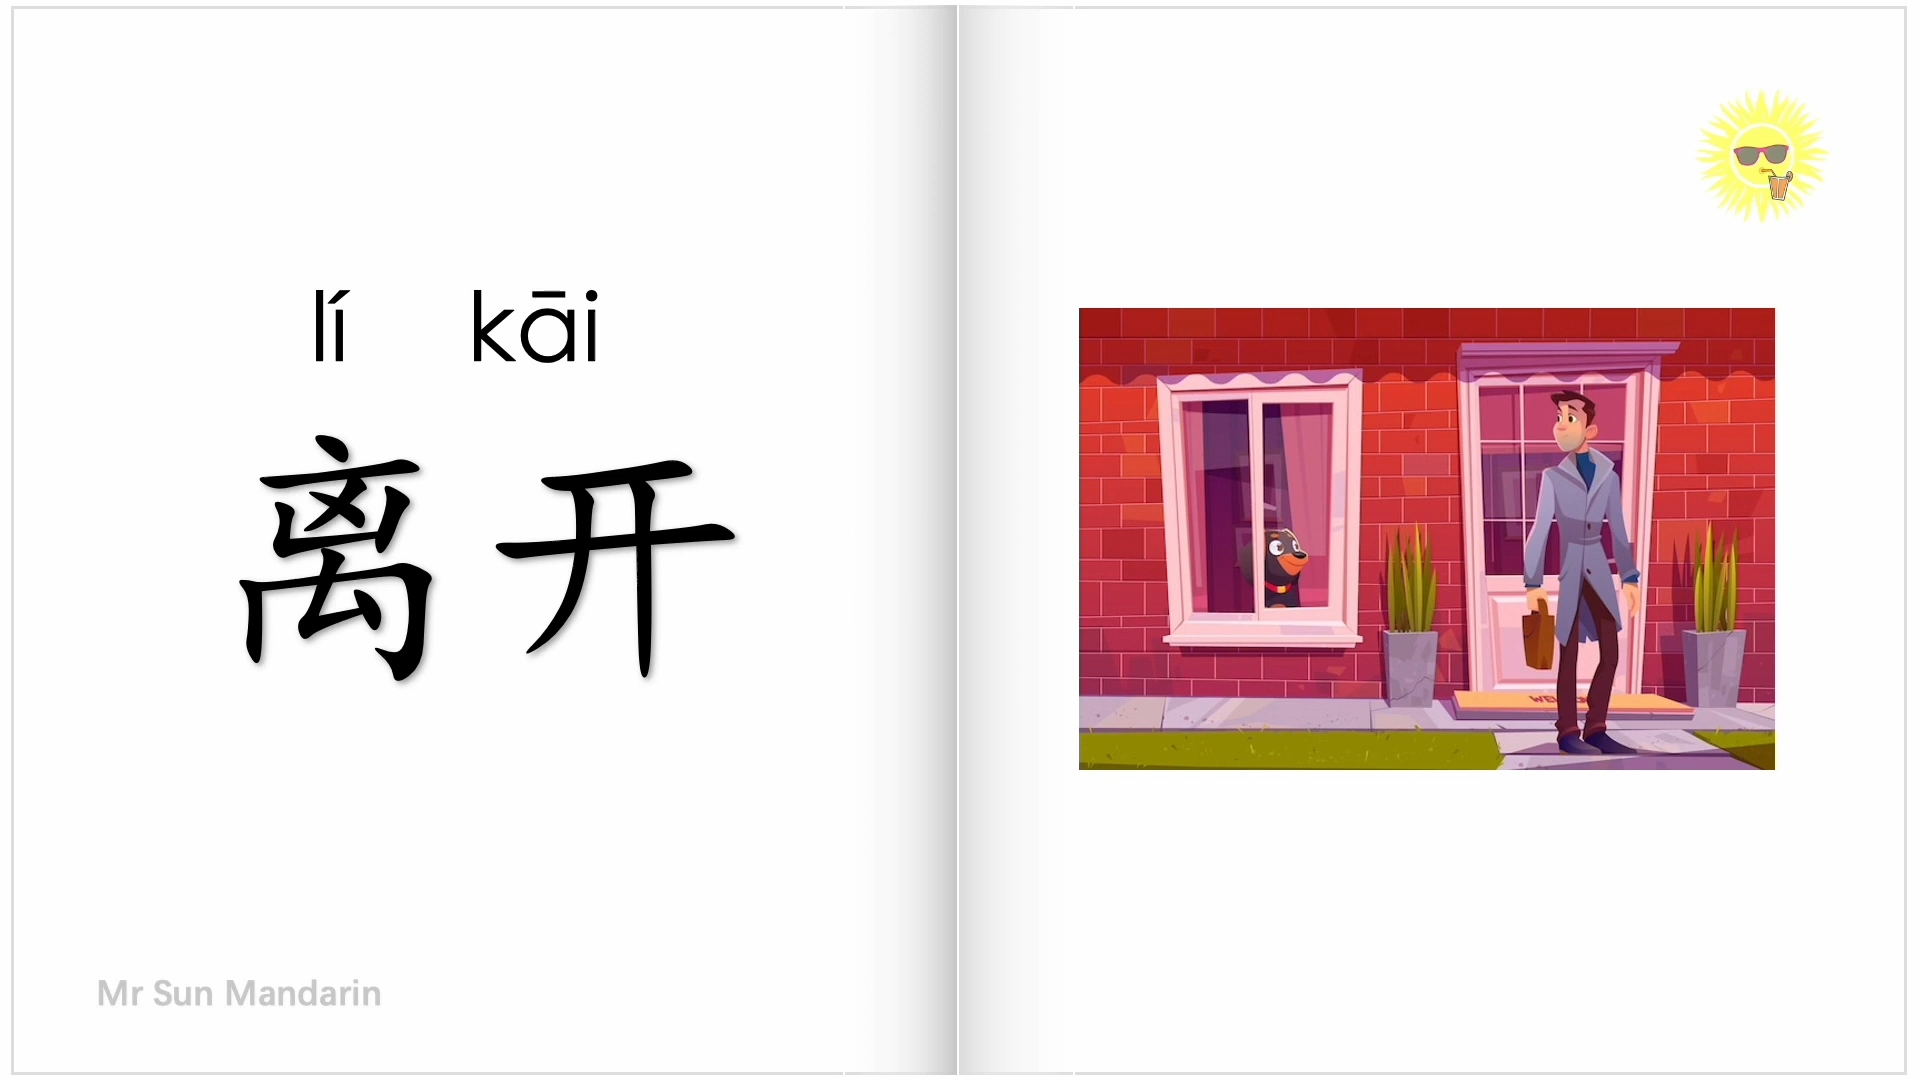 lí kāi
离开
Mr Sun Mandarin